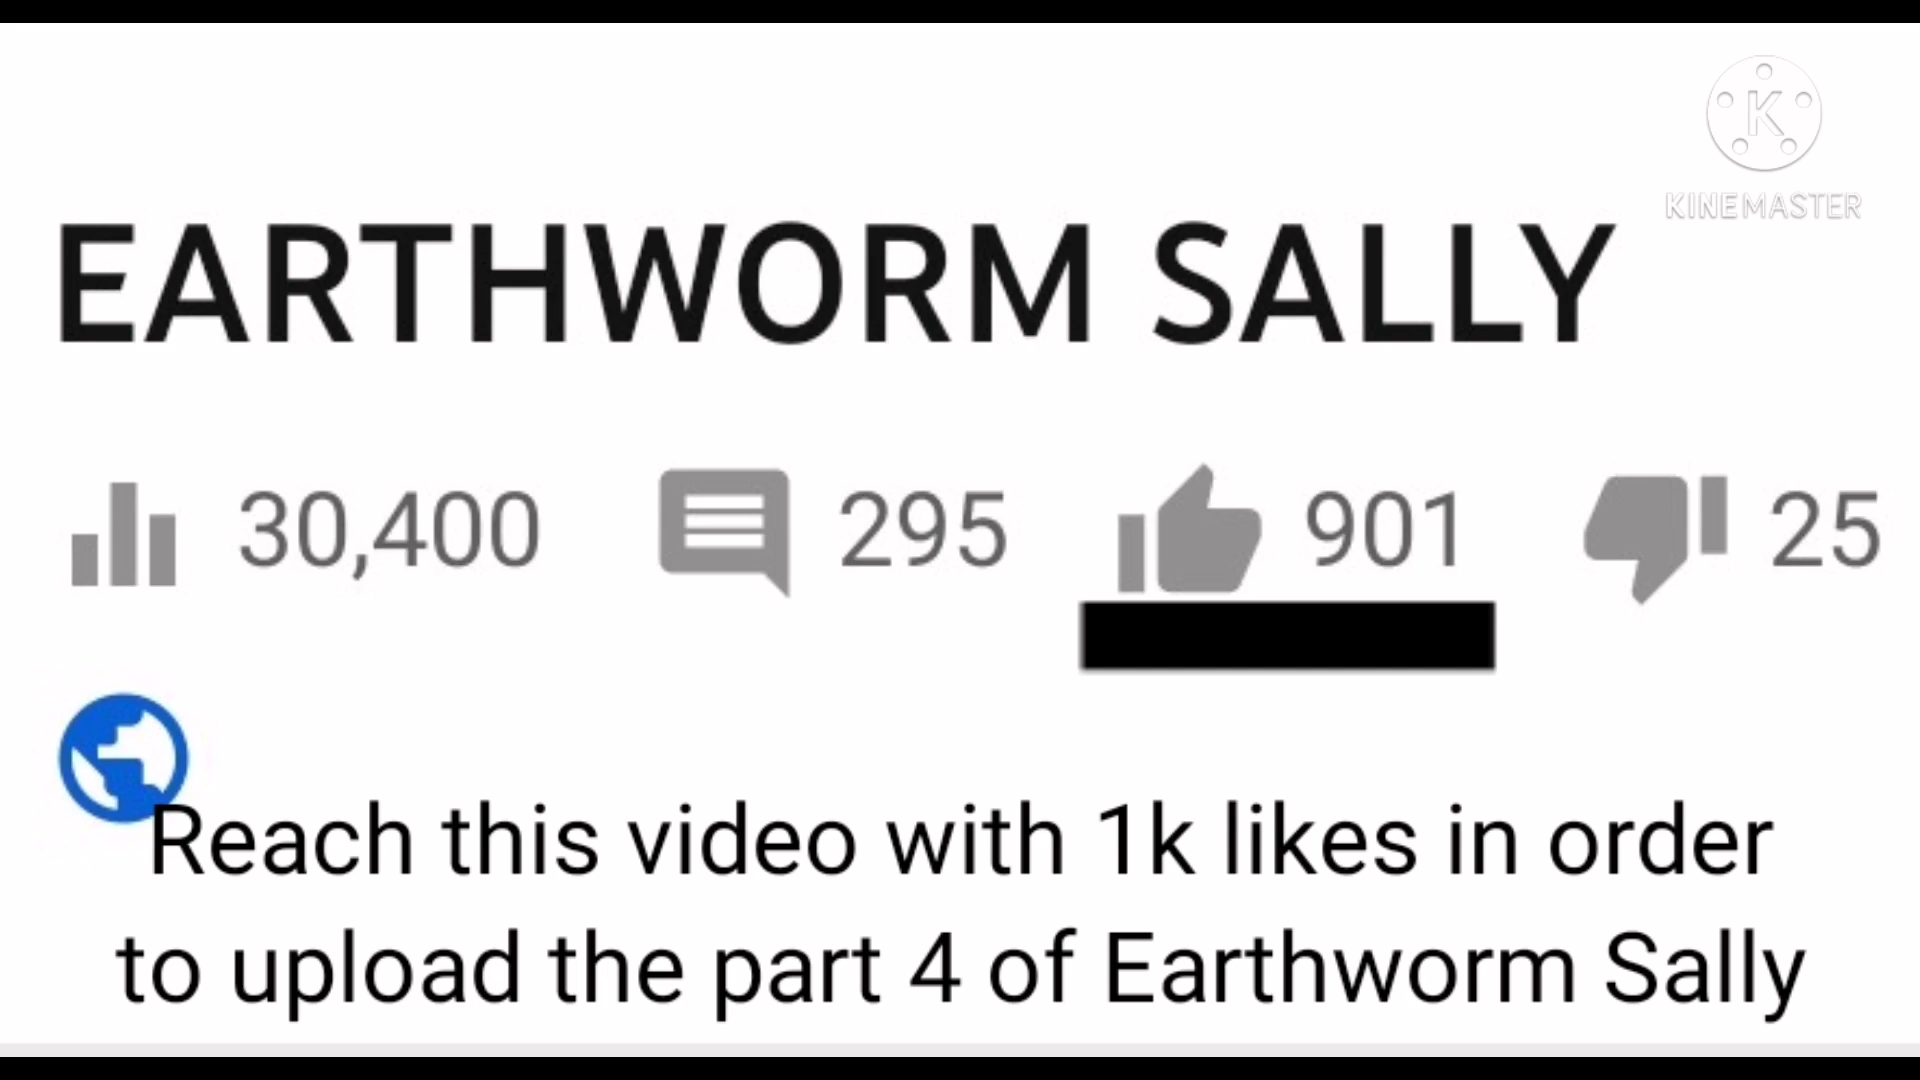 K
KINEMASTER
EARTHWORM SALLY
30,400 295 901 25
Reach this video with 1k likes in order
to upload the part 4 of Earthworm Sally